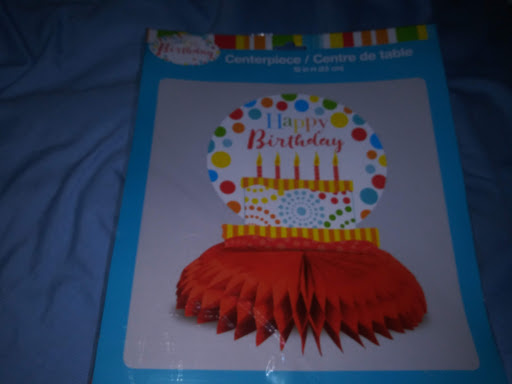 Birthday
Centerpiece / Centre de table
Happy
Birthday